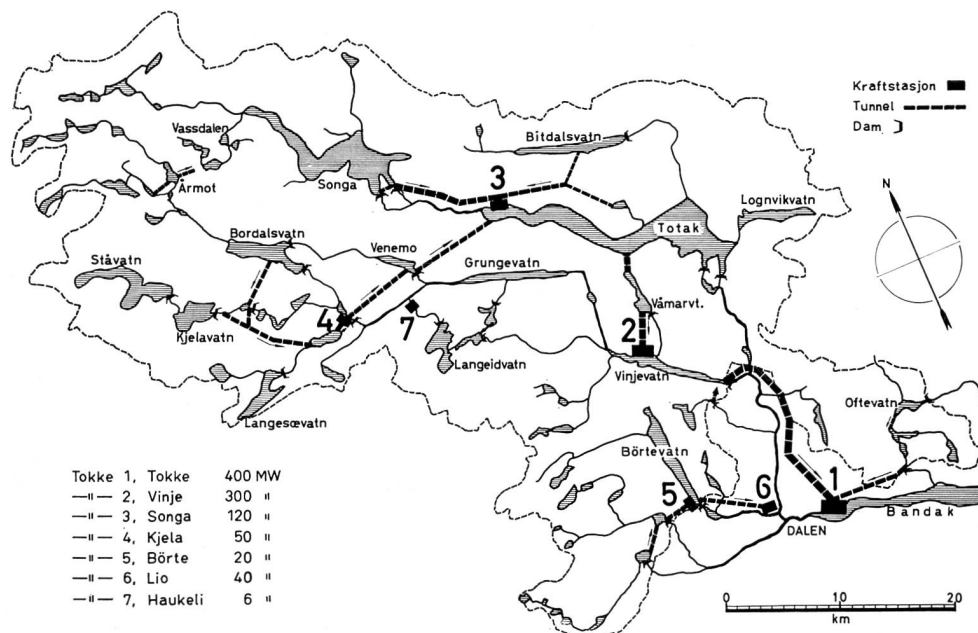 Kraftstasjon
Tunnel
Dam
N
Vassdalen
Bitdalsvatn
Årmot
Songa
3
Lognvikvatn
Totak
Bordalsvatn
Venemo
Ståvatn
Grungevatn
4
7
Våmarvt.
2
Kjelavatn
Langeidvatn
Vinjevatn
Langesœvatn
Oftevatn
Börtevatn
5
6
1
Bandak
DALEN
Tokke 1, Tokke 400 MW
—"— 2, Vinje 300 "
—"— 3, Songa 120 "
—"— 4, Kjela 50 "
—"— 5, Börte 20 "
—"— 6, Lio 40 "
—"— 7, Haukeli 6 "
0 10 20
km